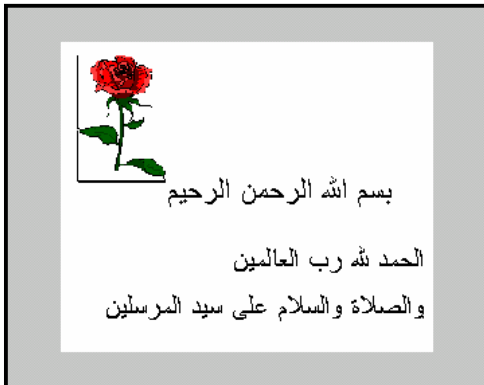 بسم الله الرحمن الرحيم
الحمد لله رب العالمين
والصلاة والسلام على سيد المرسلين